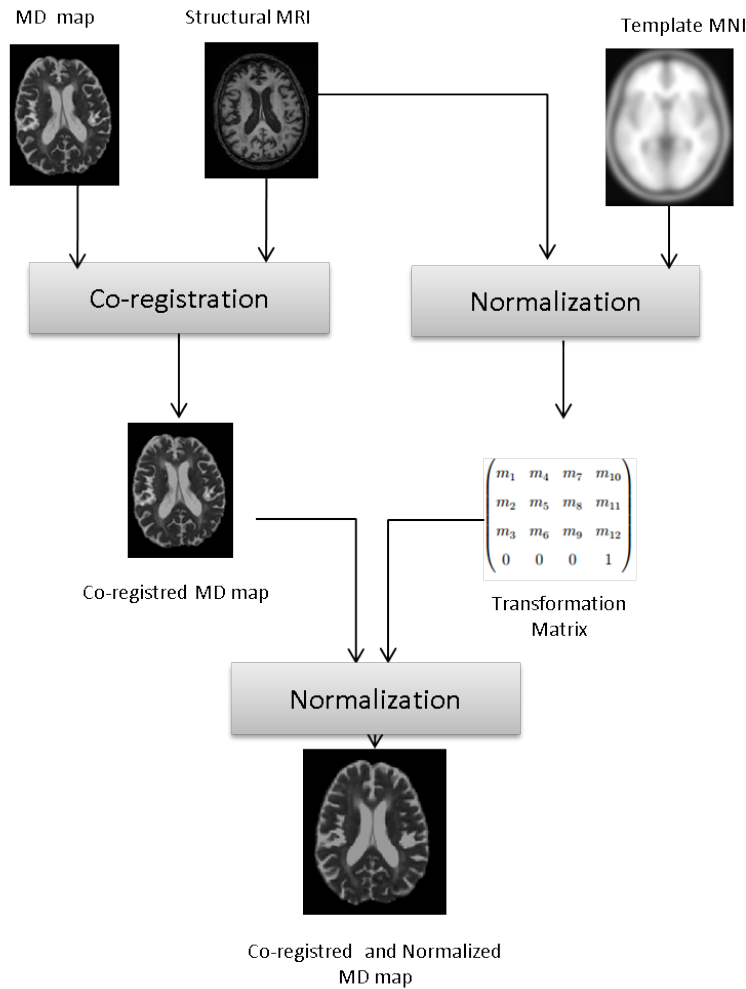 MD map
Structural MRI
Template MNI
Co-registration
Normalization
m1 m4 m7 m10
m2 m5 m8 m11
m3 m6 m9 m12
0 0 0 1
Co-registred MD map
Transformation
Matrix
Normalization
Co-registred and Normalized
MD map